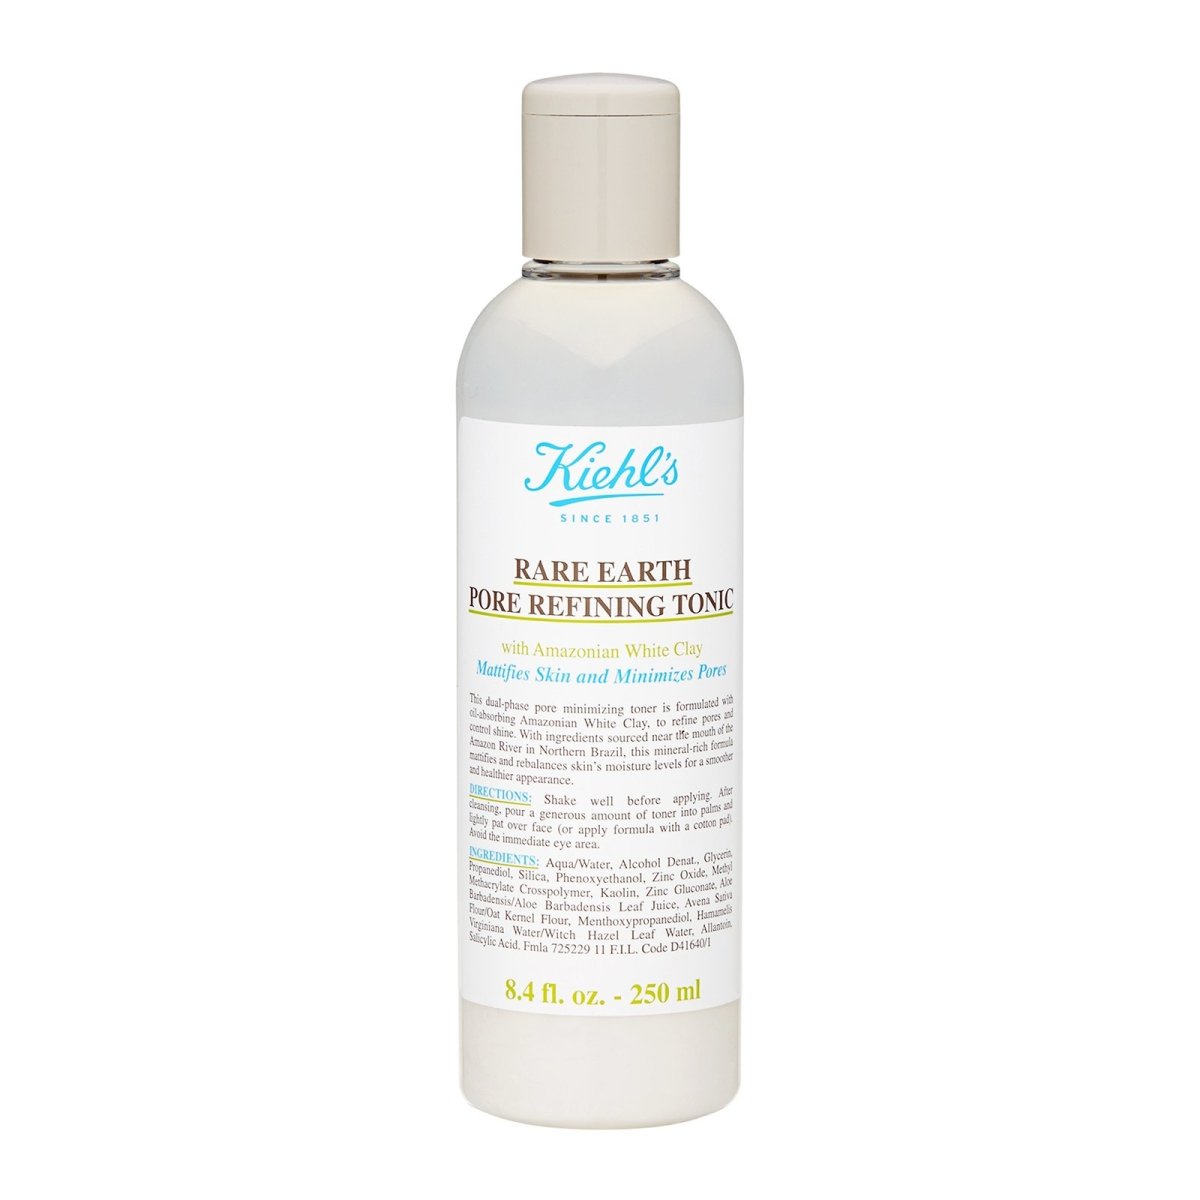 Kiehl's
SINCE 1851
RARE EARTH
PORE REFINING TONIC
with Amazonian White Clay
Mattifies Skin and Minimizes Pores
This dual-phase pore minimizing toner is formulated with
oil-absorbing Amazonian White Clay, to refine pores and
control shine. With ingredients sourced near the mouth of the
Amazon River in Northern Brazil, this mineral-rich formula
mattifies and rebalances skin's moisture levels for a smoother
and healthier appearance.
DIRECTIONS: Shake well before applying. After
cleansing, pour a generous amount of toner into palms and
lightly pat over face (or apply formula with a cotton pad).
Avoid the immediate eye area.
INGREDIENTS: Aqua/Water, Alcohol Denat., Glycerin,
Propanediol, Silica, Phenoxyethanol, Zinc Oxide, Methyl
Methacrylate Crosspolymer, Kaolin, Zinc Gluconate, Aloe
Barbadensis/Aloe Barbadensis Leaf Juice, Avena Sativa
Flour/Oat Kernel Flour, Menthoxypropanediol, Hamamelis
Virginiana Water/Witch Hazel Leaf Water, Allantoin,
Salicylic Acid. Fmla 725229 11 F.I.L. Code D41640/1
8.4 fl. oz. - 250 ml